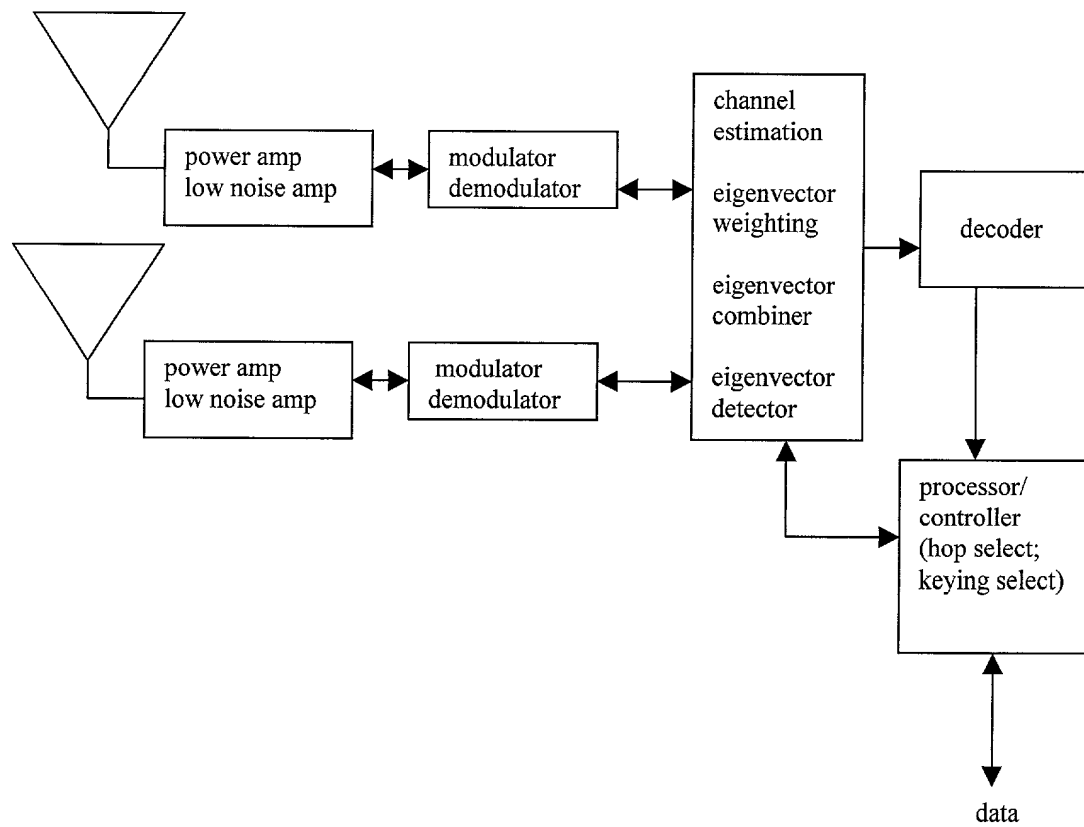 power amp
low noise amp
modulator
demodulator
channel
estimation
eigenvector
weighting
eigenvector
combiner
eigenvector
detector
decoder
power amp
low noise amp
modulator
demodulator
processor/
controller
(hop select;
keying select)
data